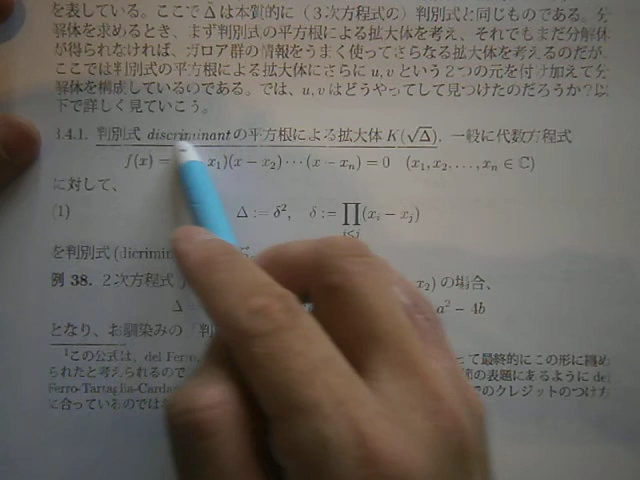 を表している。ここで Δ は本質的に（3次方程式の）判別式と同じものである。分
解体を求めるとき、まず判別式の平方根による拡大体を考え、それでもまだ分解体
が得られなければ、ガロア群の情報をうまく使ってさらなる拡大体を考えるのだが、
ここでは判別式の平方根による拡大体にさらに u, v という2つの元を付け加えて分
解体を構成しているのである。では、u, v はどうやってして見つけたのだろうか？以
下で詳しく見ていこう。
3.4.1. 判別式 discriminant の平方根による拡大体 K(√Δ). 一般に代数方程式
f(x) = x₁)(x − x₂) ⋯ (x − xₙ) = 0 (x₁, x₂, . . . , xₙ ∈ ℂ)
に対して、
(1) Δ := δ², δ := ∏_{i<j} (xᵢ − xⱼ)
を判別式 (dicrimin
例 38. 2次方程式 x₂) の場合、
Δ a² − 4b
となり、お馴染みの「判
¹この公式は、del Ferro, って最終的にこの形に纏め
られたと考えられるので 節の表題にあるように del
Ferro-Tartaglia-Cardan でのクレジットのつけ方
に合っているのでは